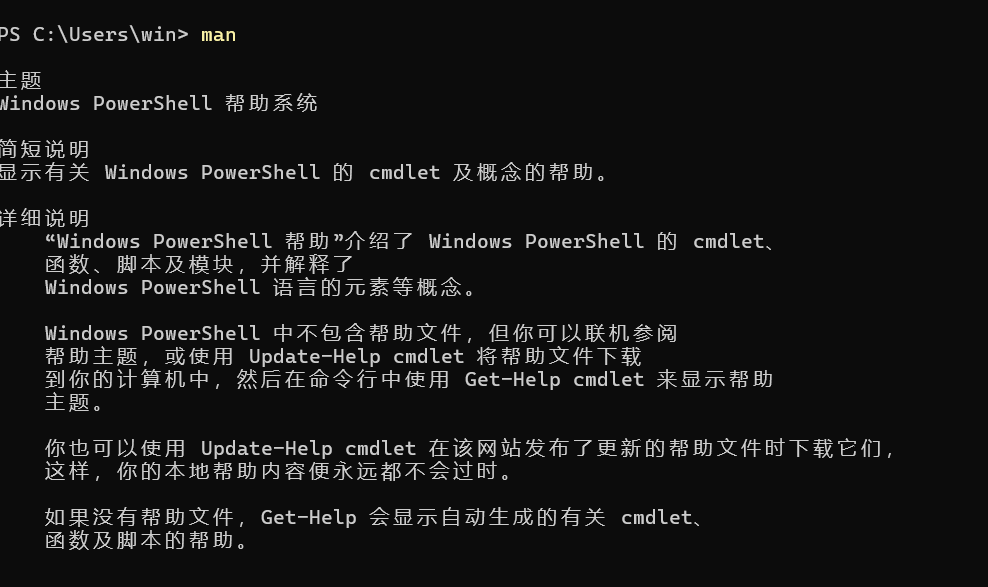 PS C:\Users\win> man
主题
Windows PowerShell 帮助系统
简短说明
显示有关 Windows PowerShell 的 cmdlet 及概念的帮助。
详细说明
“Windows PowerShell 帮助”介绍了 Windows PowerShell 的 cmdlet、
函数、脚本及模块，并解释了
Windows PowerShell 语言的元素等概念。
Windows PowerShell 中不包含帮助文件，但你可以联机参阅
帮助主题，或使用 Update-Help cmdlet 将帮助文件下载
到你的计算机中，然后在命令行中使用 Get-Help cmdlet 来显示帮助
主题。
你也可以使用 Update-Help cmdlet 在该网站发布了更新的帮助文件时下载它们，
这样，你的本地帮助内容便永远都不会过时。
如果没有帮助文件，Get-Help 会显示自动生成的有关 cmdlet、
函数及脚本的帮助。